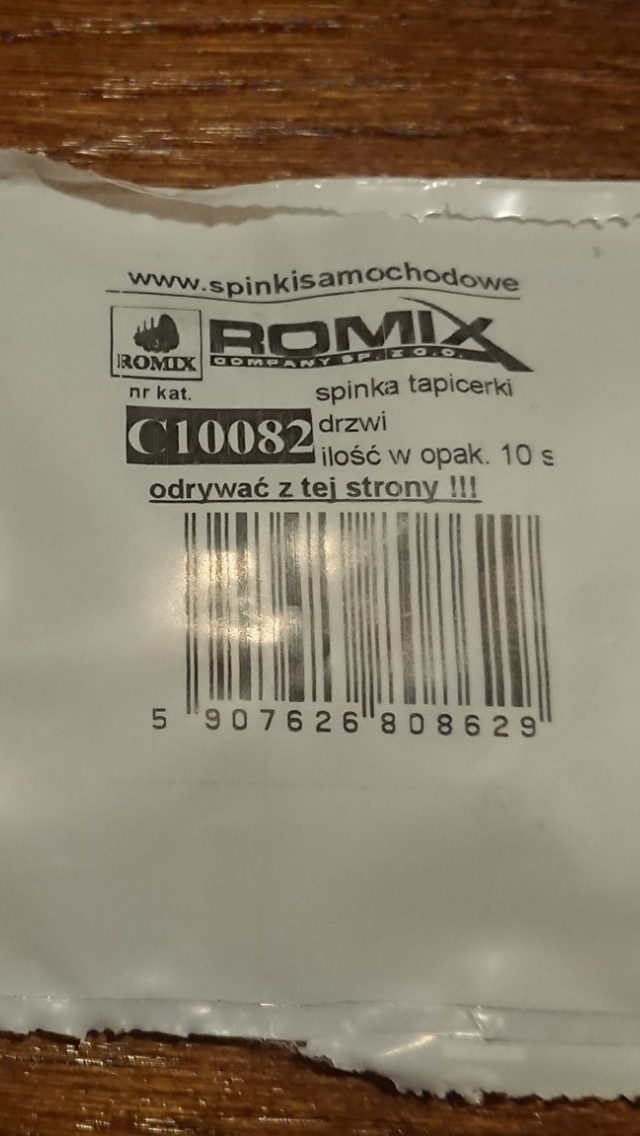 www.spinkisamochodowe
ROMIX
ROMIX
COMPANY SP. Z O.O.
nr kat.
spinka tapicerki
C10082
drzwi
ilość w opak. 10 s
odrywać z tej strony !!!
5 907626 808629